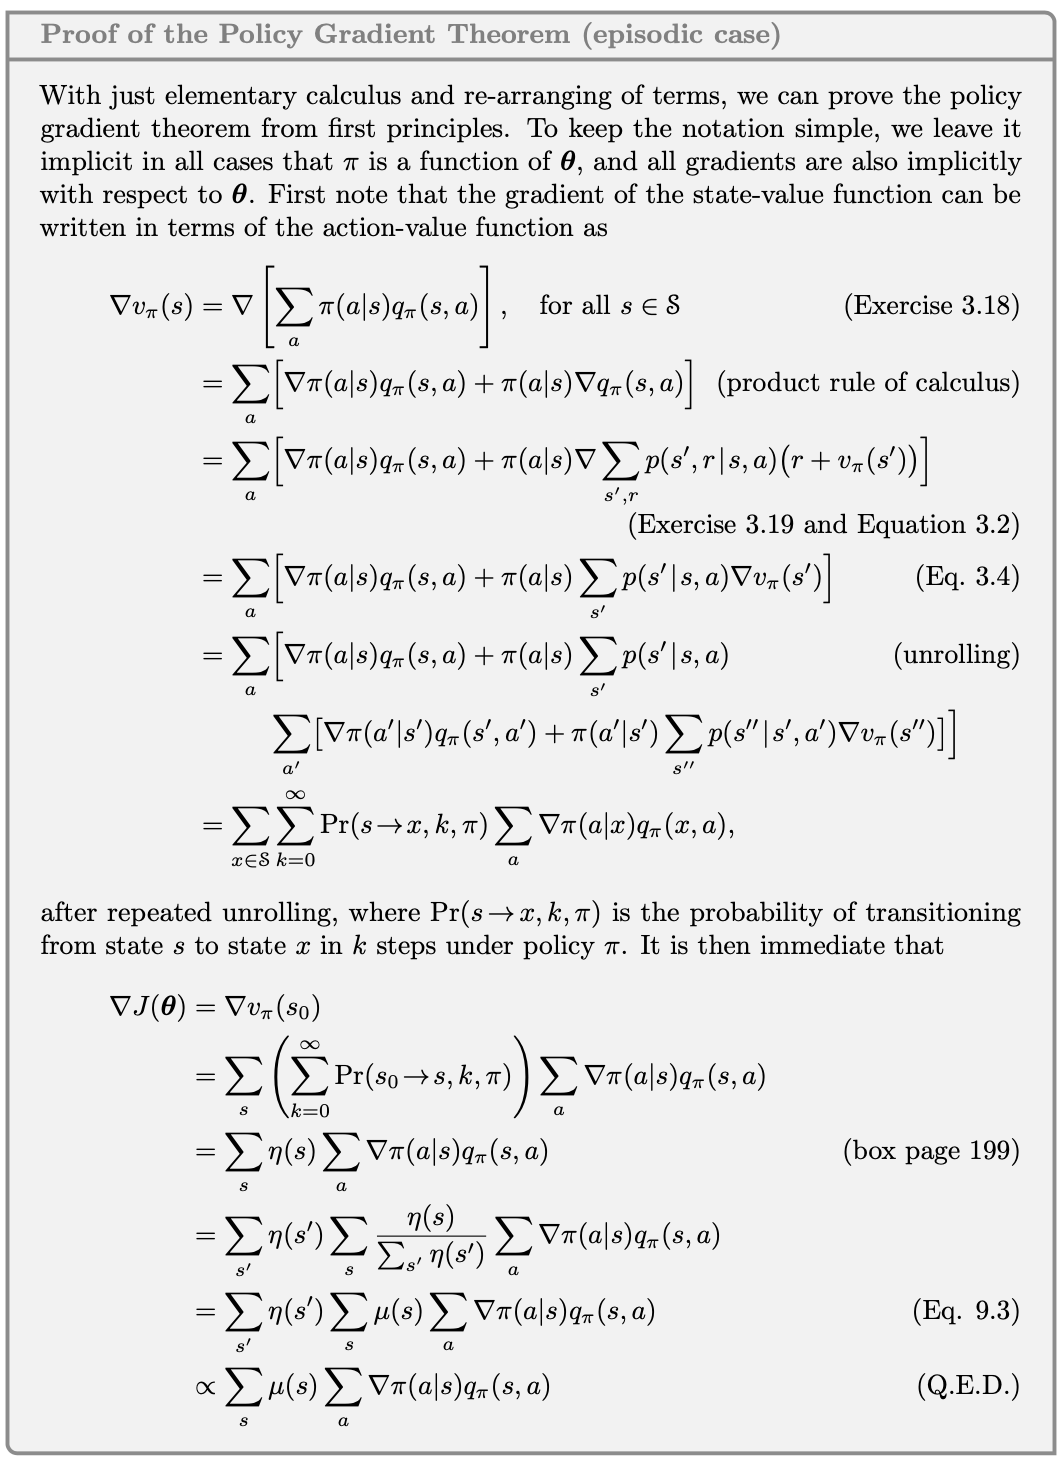 Proof of the Policy Gradient Theorem (episodic case)
With just elementary calculus and re-arranging of terms, we can prove the policy
gradient theorem from first principles. To keep the notation simple, we leave it
implicit in all cases that π is a function of θ, and all gradients are also implicitly
with respect to θ. First note that the gradient of the state-value function can be
written in terms of the action-value function as
∇v_π(s) = ∇ [∑_a π(a|s)q_π(s, a)], for all s ∈ 𝒮 (Exercise 3.18)
= ∑_a [∇π(a|s)q_π(s, a) + π(a|s)∇q_π(s, a)] (product rule of calculus)
= ∑_a [∇π(a|s)q_π(s, a) + π(a|s)∇ ∑_{s′,r} p(s′, r|s, a)(r + v_π(s′))]
(Exercise 3.19 and Equation 3.2)
= ∑_a [∇π(a|s)q_π(s, a) + π(a|s) ∑_{s′} p(s′|s, a)∇v_π(s′)] (Eq. 3.4)
= ∑_a [∇π(a|s)q_π(s, a) + π(a|s) ∑_{s′} p(s′|s, a) (unrolling)
∑_{a′} [∇π(a′|s′)q_π(s′, a′) + π(a′|s′) ∑_{s″} p(s″|s′, a′)∇v_π(s″)]]
= ∑_{x∈𝒮} ∑_{k=0}^{∞} Pr(s→x, k, π) ∑_a ∇π(a|x)q_π(x, a),
after repeated unrolling, where Pr(s→x, k, π) is the probability of transitioning
from state s to state x in k steps under policy π. It is then immediate that
∇J(θ) = ∇v_π(s_0)
= ∑_s (∑_{k=0}^{∞} Pr(s_0→s, k, π)) ∑_a ∇π(a|s)q_π(s, a)
= ∑_s η(s) ∑_a ∇π(a|s)q_π(s, a) (box page 199)
= ∑_{s′} η(s′) ∑_s η(s)/∑_{s′} η(s′) ∑_a ∇π(a|s)q_π(s, a)
= ∑_{s′} η(s′) ∑_s μ(s) ∑_a ∇π(a|s)q_π(s, a) (Eq. 9.3)
∝ ∑_s μ(s) ∑_a ∇π(a|s)q_π(s, a) (Q.E.D.)